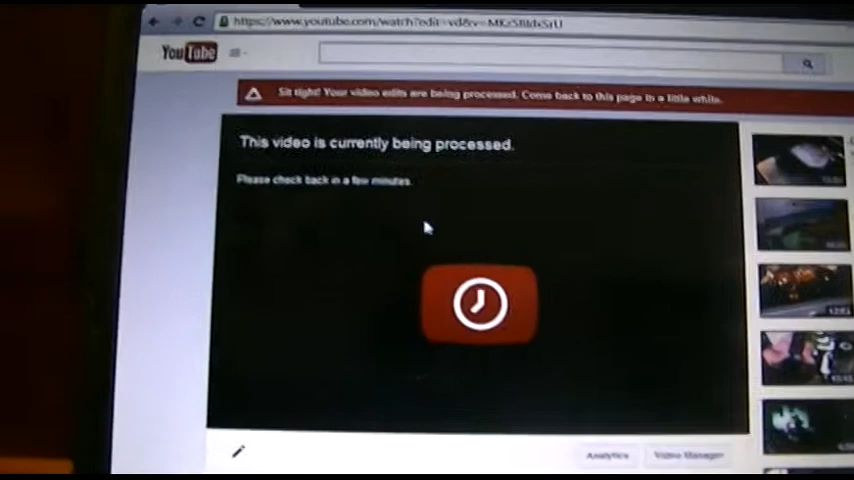 https://www.youtube.com/watch?edit=vd&v=
YouTube
Sit tight! Your video edits are being processed. Come back to this page in a little while.
This video is currently being processed.
Please check back in a few minutes.
Analytics
Video Manager